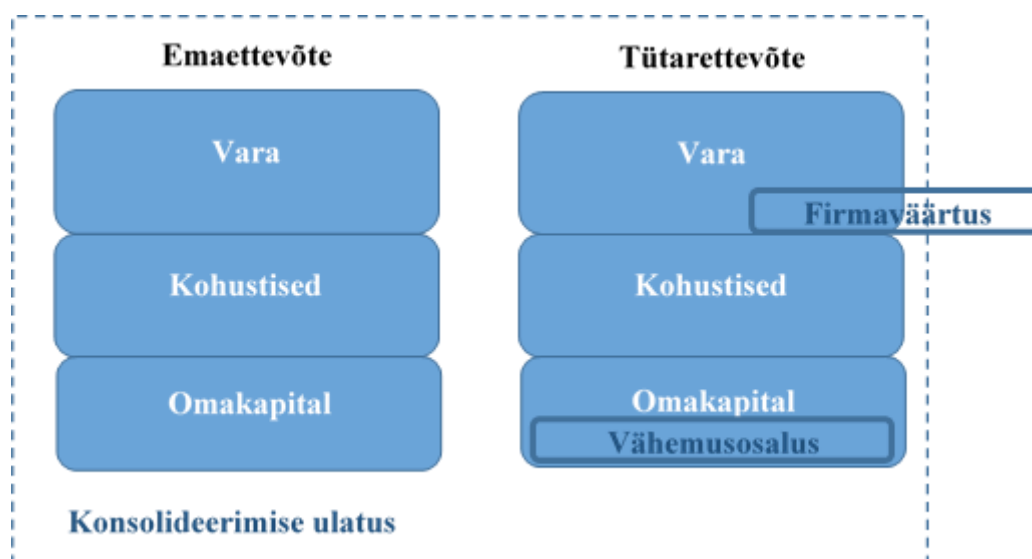 Emaettevõte
Tütarettevõte
Vara
Vara
Firmaväärtus
Kohustised
Kohustised
Omakapital
Omakapital
Vähemusosalus
Konsolideerimise ulatus